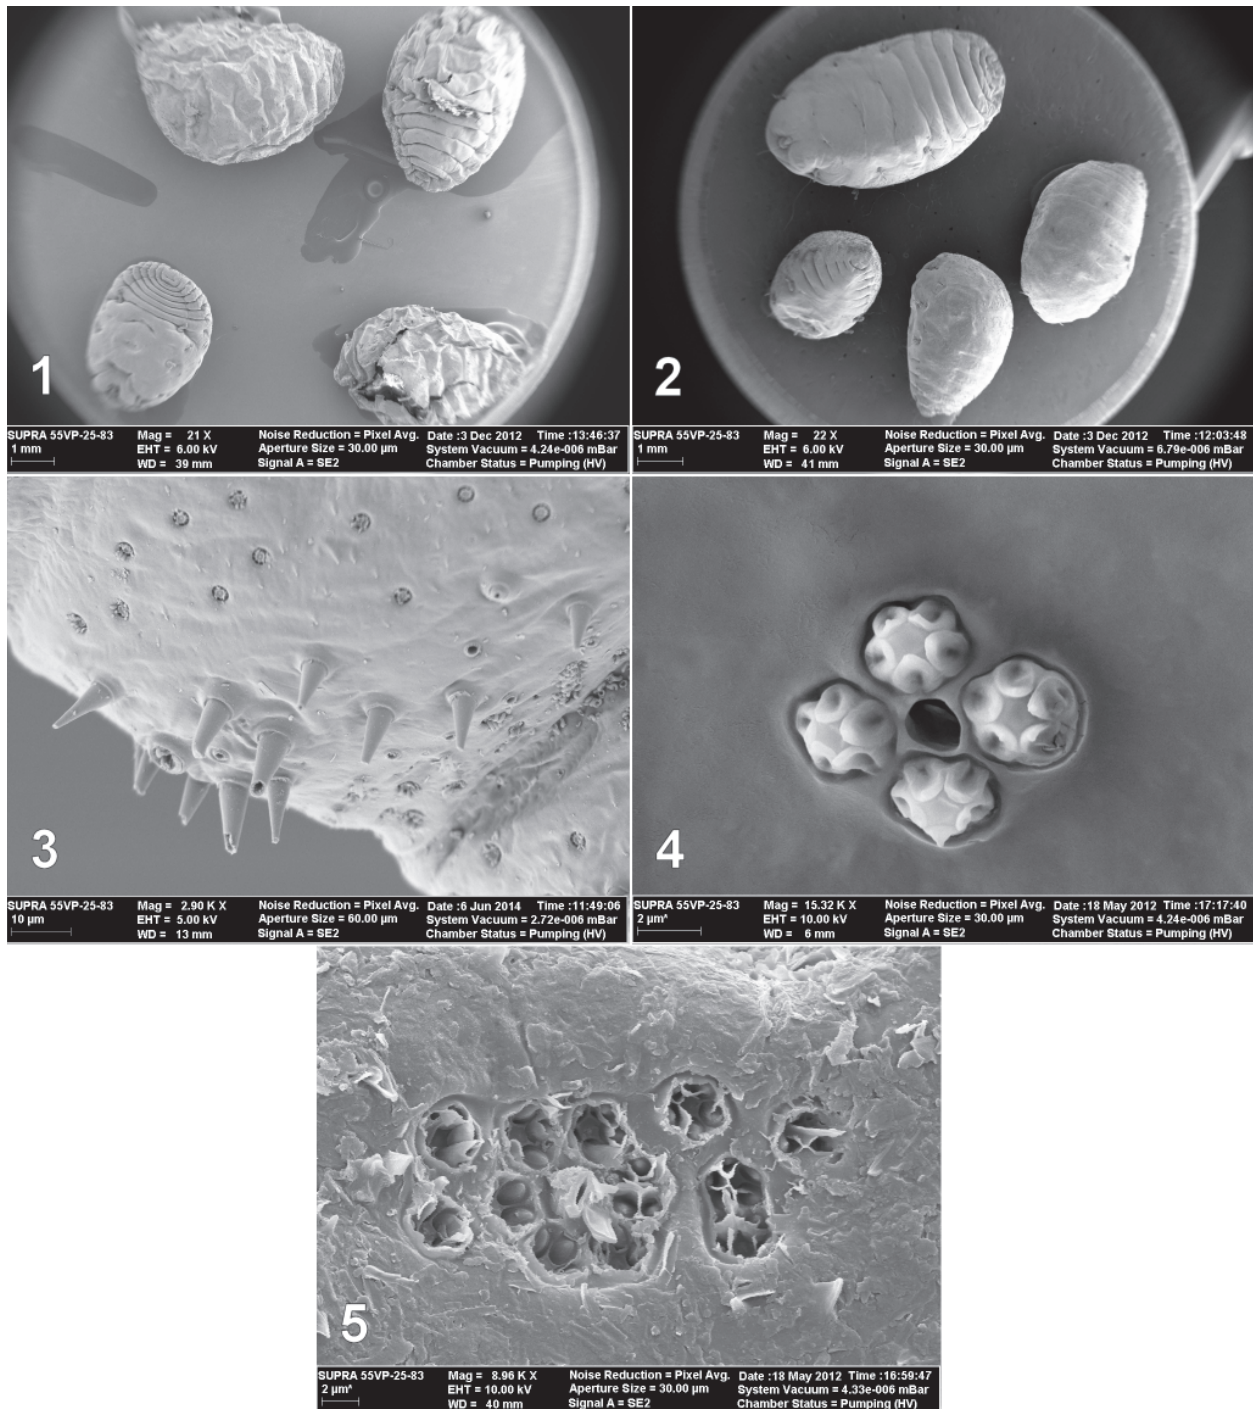 1
SUPRA 55VP-25-83 Mag = 21 X Noise Reduction = Pixel Avg. Date :3 Dec 2012 Time :13:46:37
1 mm EHT = 6.00 kV Aperture Size = 30.00 µm System Vacuum = 4.24e-006 mBar
WD = 39 mm Signal A = SE2 Chamber Status = Pumping (HV)
2
SUPRA 55VP-25-83 Mag = 22 X Noise Reduction = Pixel Avg. Date :3 Dec 2012 Time :12:03:48
1 mm EHT = 6.00 kV Aperture Size = 30.00 µm System Vacuum = 6.79e-006 mBar
WD = 41 mm Signal A = SE2 Chamber Status = Pumping (HV)
3
SUPRA 55VP-25-83 Mag = 2.90 K X Noise Reduction = Pixel Avg. Date :6 Jun 2014 Time :11:49:06
10 µm EHT = 5.00 kV Aperture Size = 60.00 µm System Vacuum = 2.72e-006 mBar
WD = 13 mm Signal A = SE2 Chamber Status = Pumping (HV)
4
SUPRA 55VP-25-83 Mag = 15.32 K X Noise Reduction = Pixel Avg. Date :18 May 2012 Time :17:17:40
2 µm* EHT = 10.00 kV Aperture Size = 30.00 µm System Vacuum = 4.24e-006 mBar
WD = 6 mm Signal A = SE2 Chamber Status = Pumping (HV)
5
SUPRA 55VP-25-83 Mag = 8.96 K X Noise Reduction = Pixel Avg. Date :18 May 2012 Time :16:59:47
2 µm* EHT = 10.00 kV Aperture Size = 30.00 µm System Vacuum = 4.33e-006 mBar
WD = 40 mm Signal A = SE2 Chamber Status = Pumping (HV)